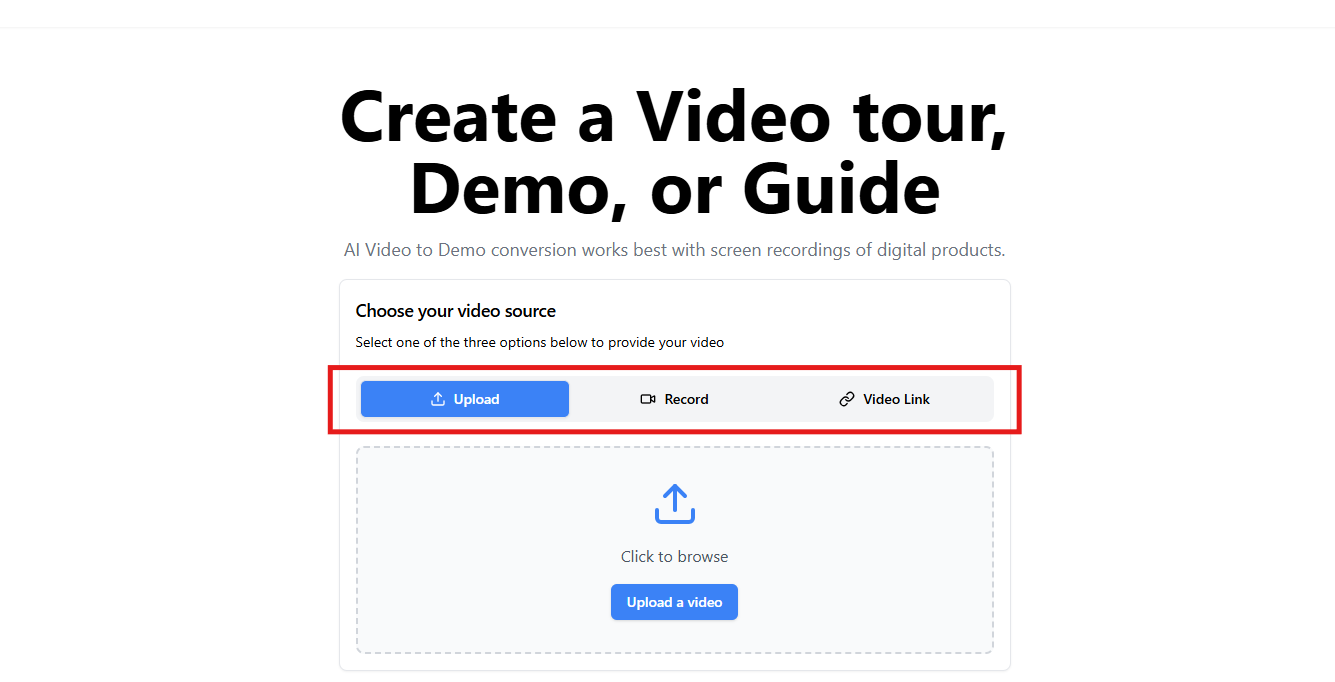 Create a Video tour,
Demo, or Guide
AI Video to Demo conversion works best with screen recordings of digital products.
Choose your video source
Select one of the three options below to provide your video
Upload
Record
Video Link
Click to browse
Upload a video